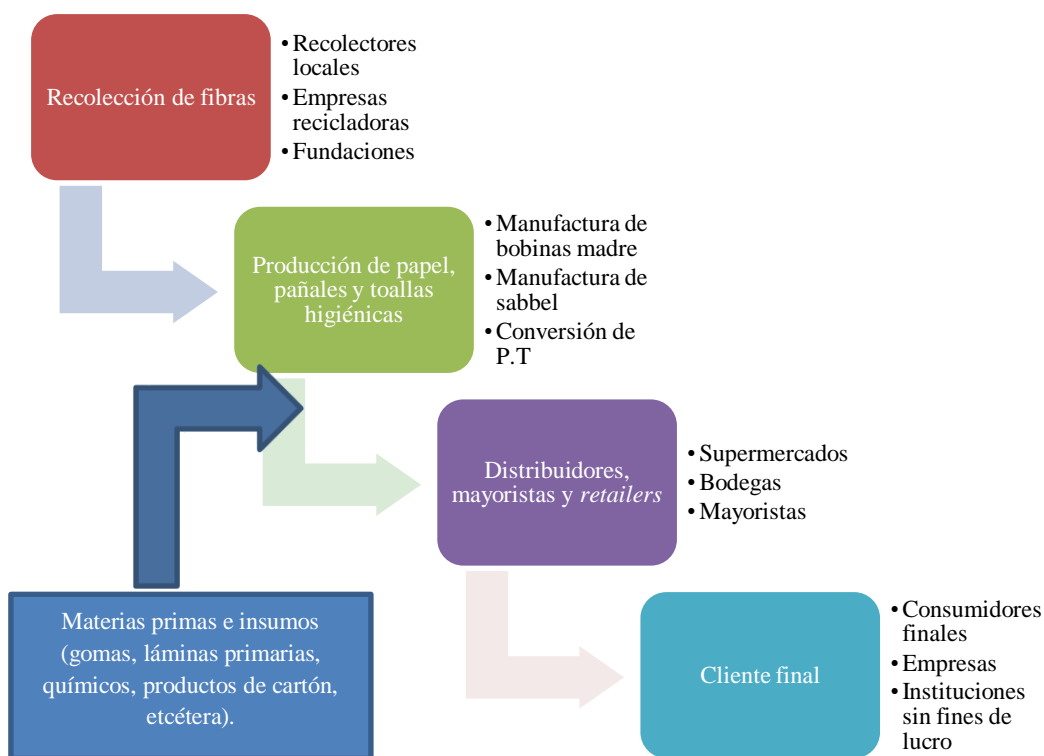 Recolección de fibras
• Recolectores
locales
• Empresas
recicladoras
• Fundaciones
Producción de papel,
pañales y toallas
higiénicas
• Manufactura de
bobinas madre
• Manufactura de
sabbel
• Conversión de
P.T
Distribuidores,
mayoristas y retailers
• Supermercados
• Bodegas
• Mayoristas
Materias primas e insumos
(gomas, láminas primarias,
químicos, productos de cartón,
etcétera).
Cliente final
• Consumidores
finales
• Empresas
• Instituciones
sin fines de
lucro